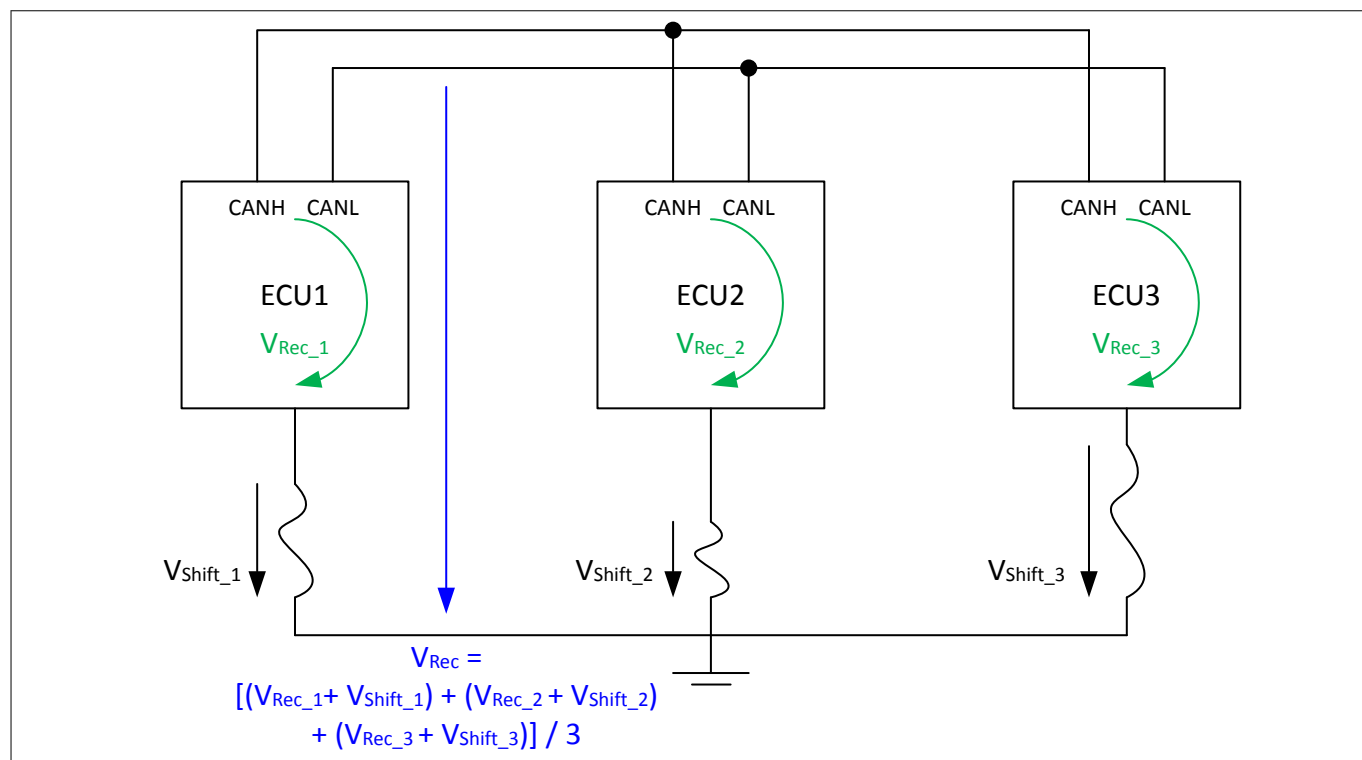 CANH CANL
CANH CANL
CANH CANL
ECU1
ECU2
ECU3
VRec_1
VRec_2
VRec_3
VShift_1
VShift_2
VShift_3
VRec =
[(VRec_1+ VShift_1) + (VRec_2 + VShift_2)
+ (VRec_3 + VShift_3)] / 3